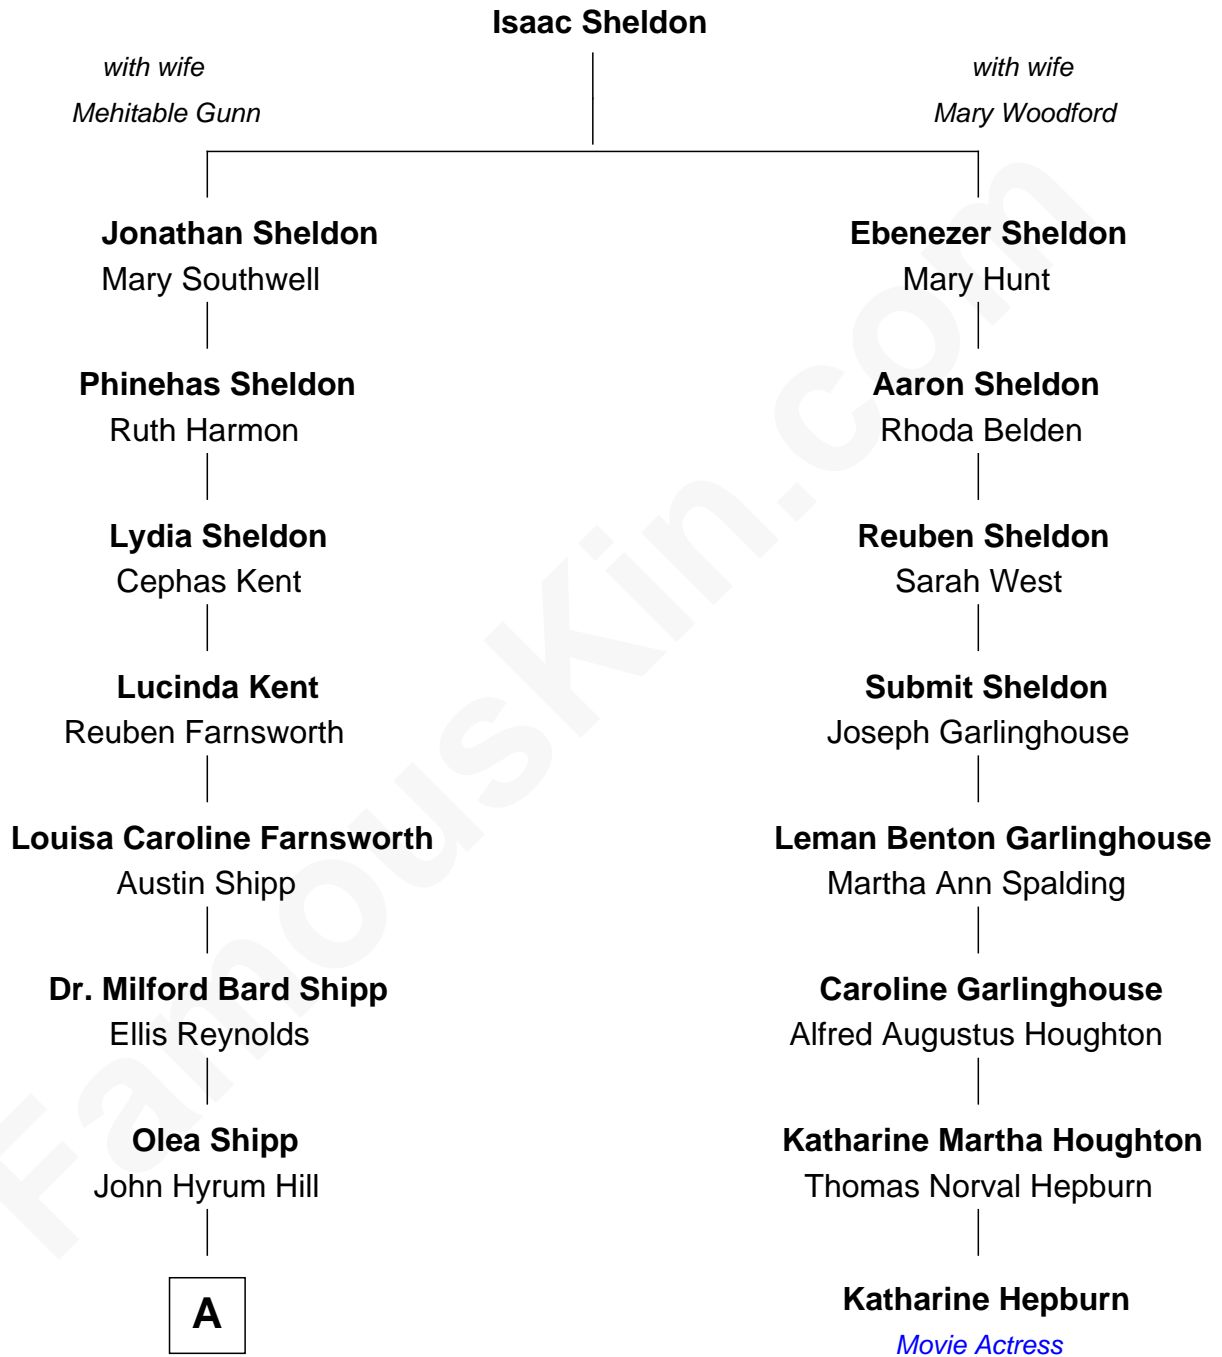 Isaac Sheldon
with wife
Mehitable Gunn
with wife
Mary Woodford
Jonathan Sheldon
Mary Southwell
Ebenezer Sheldon
Mary Hunt
Phinehas Sheldon
Ruth Harmon
Aaron Sheldon
Rhoda Belden
Lydia Sheldon
Cephas Kent
Reuben Sheldon
Sarah West
Lucinda Kent
Reuben Farnsworth
Submit Sheldon
Joseph Garlinghouse
Louisa Caroline Farnsworth
Austin Shipp
Leman Benton Garlinghouse
Martha Ann Spalding
Dr. Milford Bard Shipp
Ellis Reynolds
Caroline Garlinghouse
Alfred Augustus Houghton
Olea Shipp
John Hyrum Hill
Katharine Martha Houghton
Thomas Norval Hepburn
A
Katharine Hepburn
Movie Actress
FamousKin.com